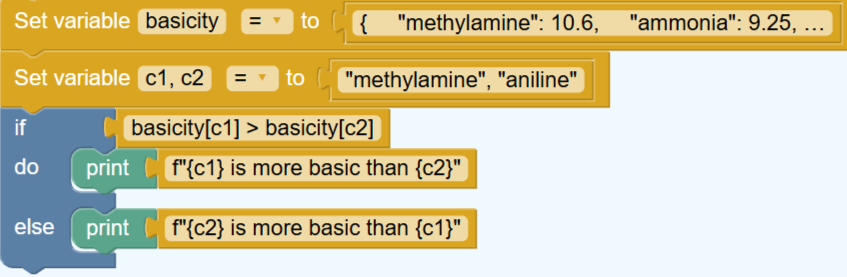 Set variable basicity = to { "methylamine": 10.6, "ammonia": 9.25, …
Set variable c1, c2 = to "methylamine", "aniline"
if basicity[c1] > basicity[c2]
do print f"{c1} is more basic than {c2}"
else print f"{c2} is more basic than {c1}"